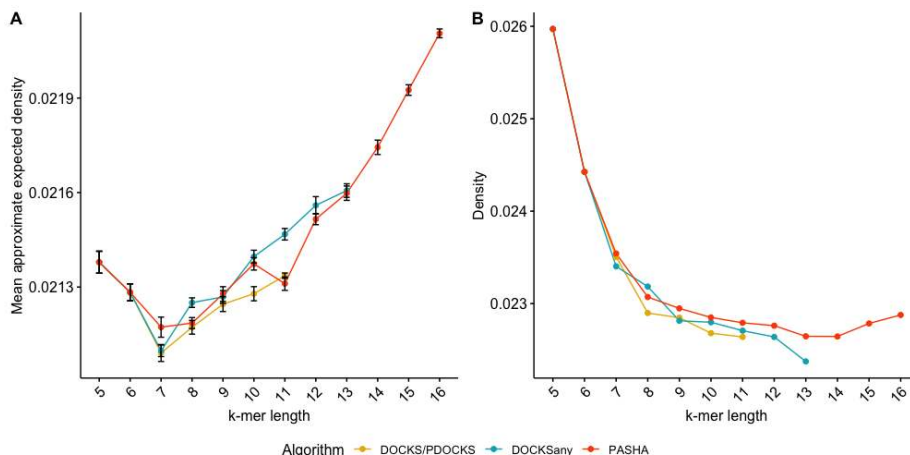 A
Mean approximate expected density
0.0219
0.0216
0.0213
5 6 7 8 9 10 11 12 13 14 15 16
k-mer length
B
Density
0.026
0.025
0.024
0.023
5 6 7 8 9 10 11 12 13 14 15 16
k-mer length
Algorithm DOCKS/PDOCKS DOCKSany PASHA